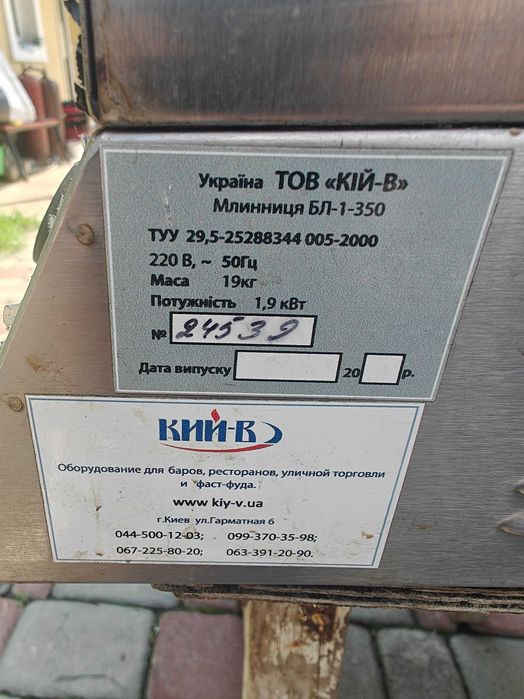 Україна ТОВ «КІЙ-В»
Млинниця БЛ-1-350
ТУУ 29,5-25288344 005-2000
220 В, ~ 50Гц
Маса 19кг
Потужність 1,9 кВт
№ 24539
Дата випуску 20 р.
КИЙ-В
Оборудование для баров, ресторанов, уличной торговли
и фаст-фуда.
www kiy-v.ua
г.Киев ул.Гарматная 6
044-500-12-03; 099-370-35-98;
067-225-80-20; 063-391-20-90.